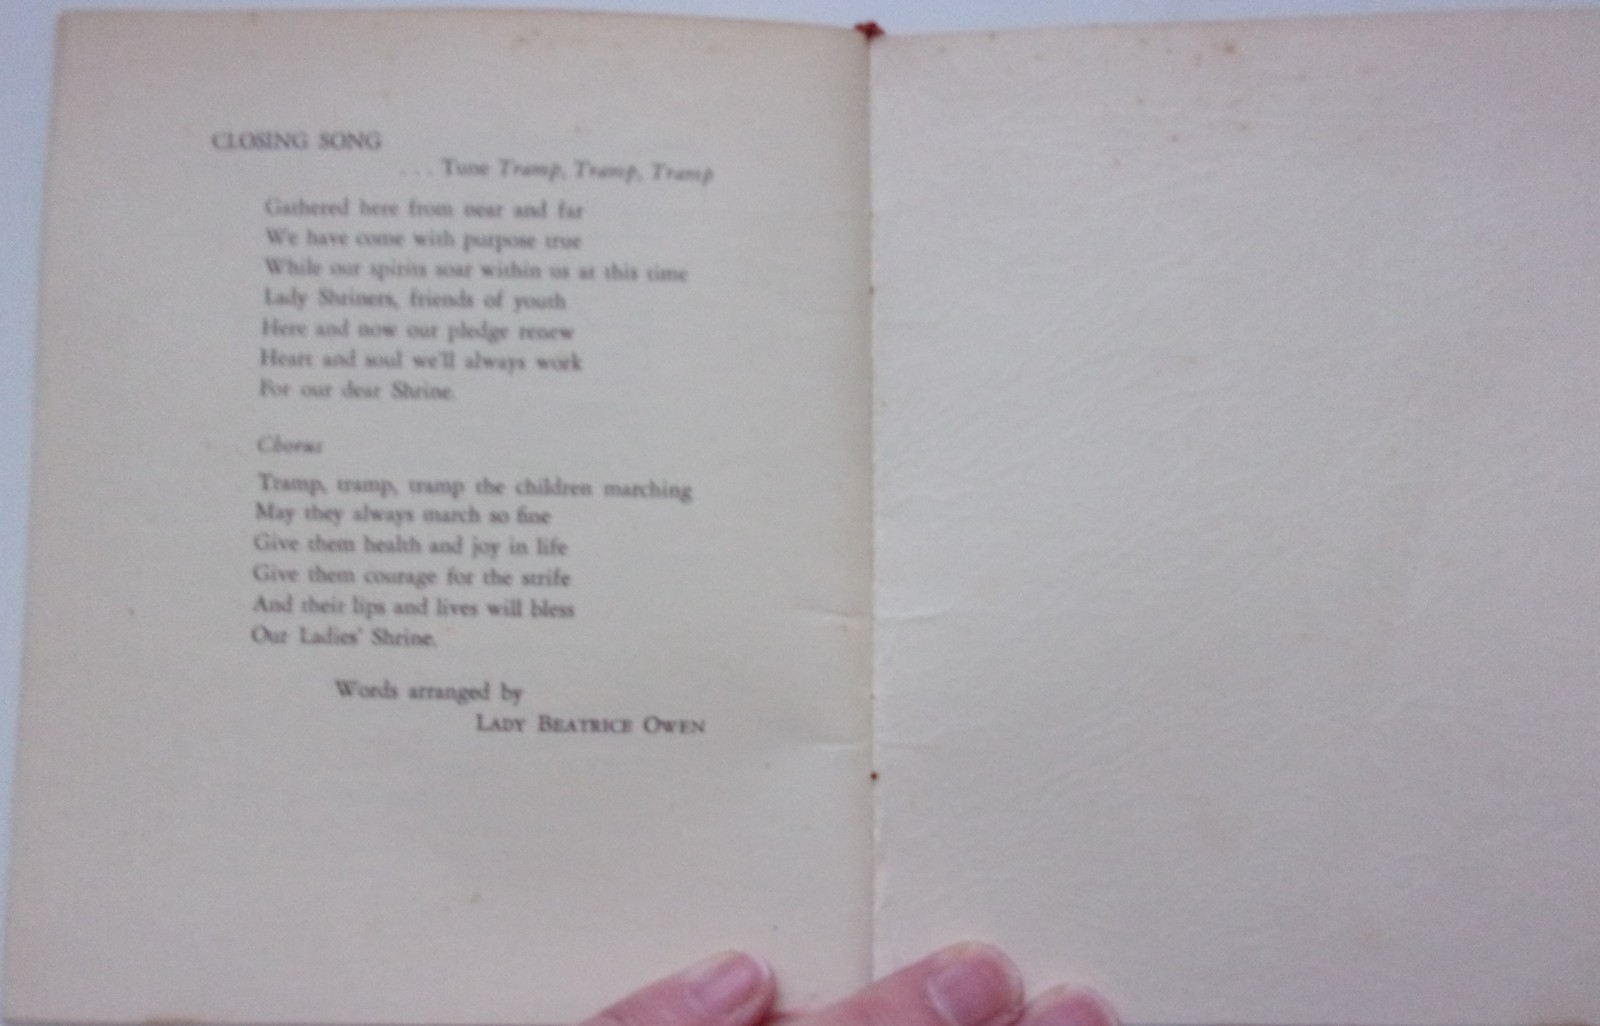 CLOSING SONG
. . . Tune Tramp, Tramp, Tramp
Gathered here from near and far
We have come with purpose true
While our spirits soar within us at this time
Lady Shriners, friends of youth
Here and now our pledge renew
Heart and soul we'll always work
For our dear Shrine.
Chorus
Tramp, tramp, tramp the children marching
May they always march so fine
Give them health and joy in life
Give them courage for the strife
And their lips and lives will bless
Our Ladies' Shrine.
Words arranged by
LADY BEATRICE OWEN